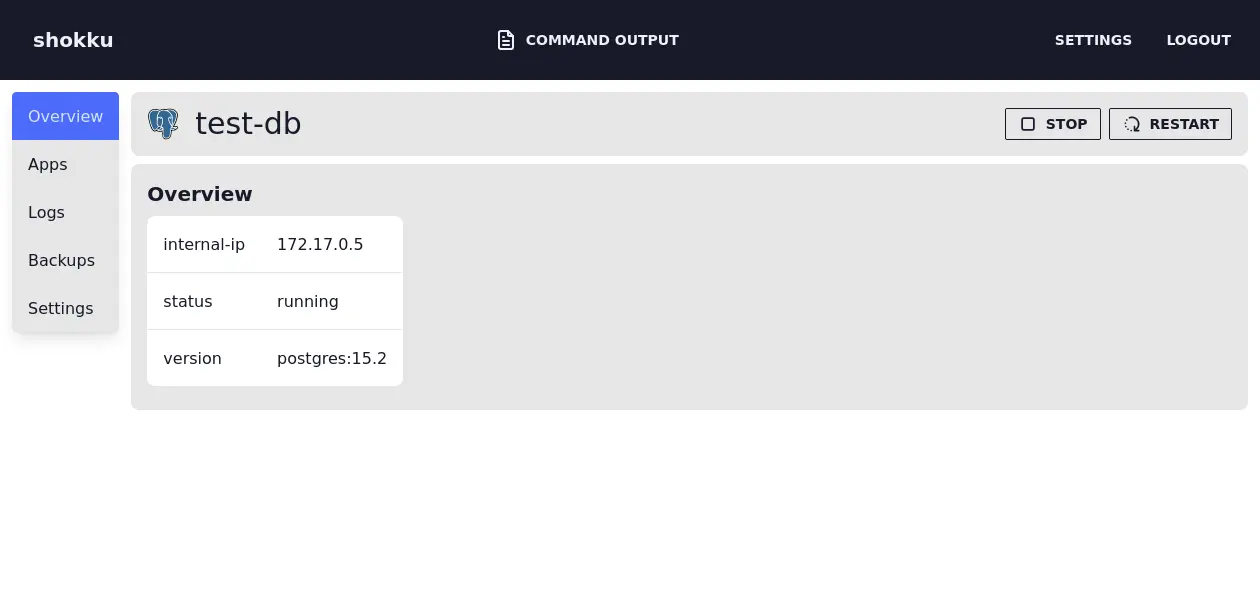 shokku
COMMAND OUTPUT
SETTINGS LOGOUT
Overview
Apps
Logs
Backups
Settings
test-db
STOP RESTART
Overview
internal-ip 172.17.0.5
status running
version postgres:15.2